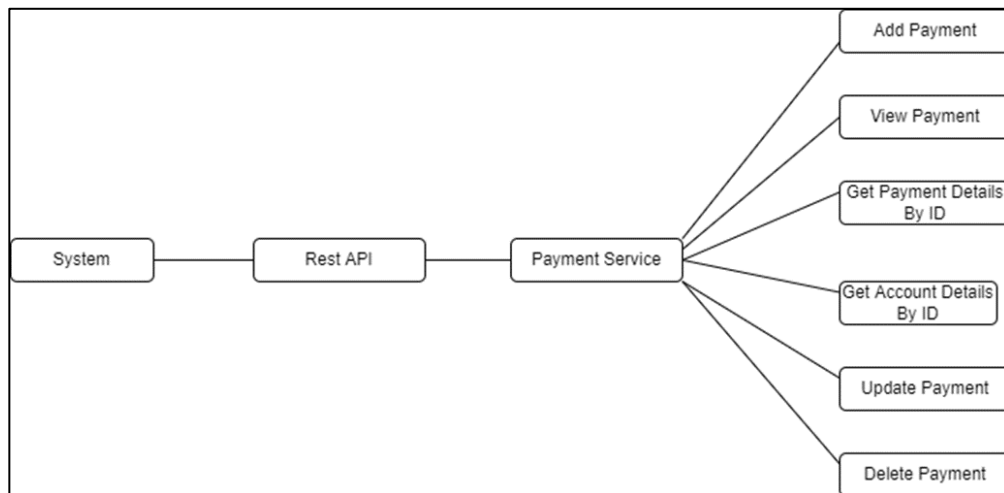 Add Payment
View Payment
Get Payment Details
By ID
System
Rest API
Payment Service
Get Account Details
By ID
Update Payment
Delete Payment